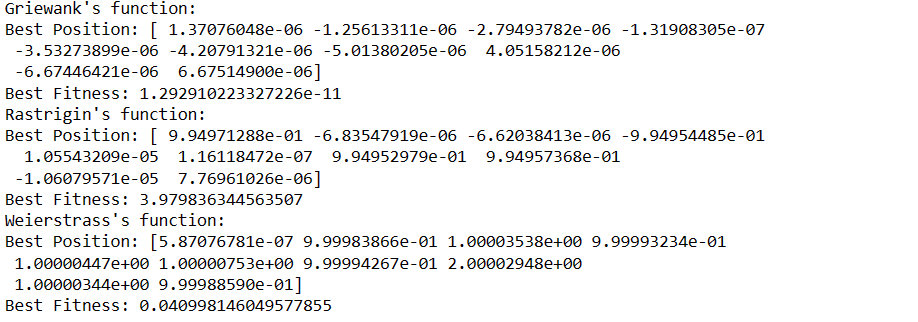 Griewank's function:
Best Position: [ 1.37076048e-06 -1.25613311e-06 -2.79493782e-06 -1.31908305e-07
 -3.53273899e-06 -4.20791321e-06 -5.01380205e-06  4.05158212e-06
 -6.67446421e-06  6.67514900e-06]
Best Fitness: 1.292910223327226e-11
Rastrigin's function:
Best Position: [ 9.94971288e-01 -6.83547919e-06 -6.62038413e-06 -9.94954485e-01
  1.05543209e-05  1.16118472e-07  9.94952979e-01  9.94957368e-01
 -1.06079571e-05  7.76961026e-06]
Best Fitness: 3.979836344563507
Weierstrass's function:
Best Position: [5.87076781e-07 9.99983866e-01 1.00003538e+00 9.99993234e-01
 1.00000447e+00 1.00000753e+00 9.99994267e-01 2.00002948e+00
 1.00000344e+00 9.99988590e-01]
Best Fitness: 0.040998146049577855